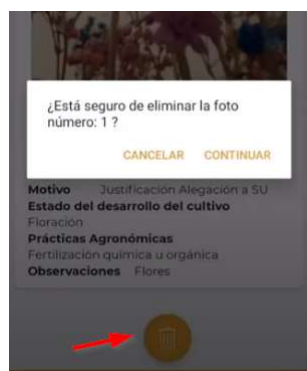 ¿Está seguro de eliminar la foto
número: 1 ?
CANCELAR CONTINUAR
Motivo Justificación Alegación a SU
Estado del desarrollo del cultivo
Floración
Prácticas Agronómicas
Fertilización química u orgánica
Observaciones Flores